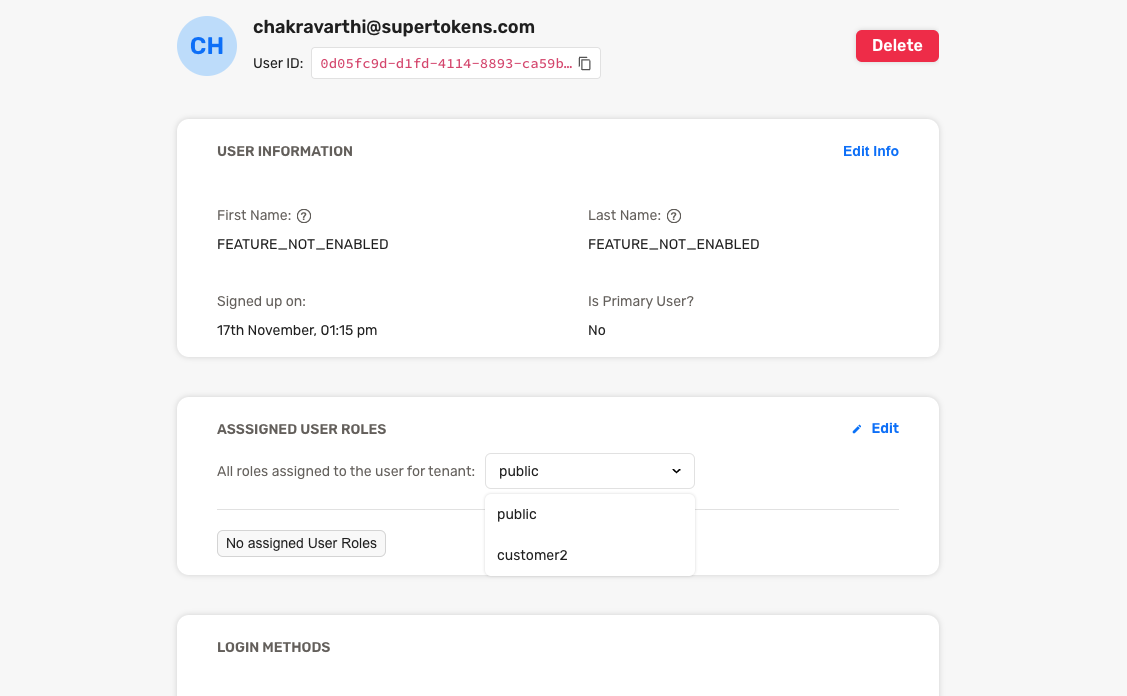 CH
chakravarthi@supertokens.com
User ID: 0d05fc9d-d1fd-4114-8893-ca59b…
Delete
USER INFORMATION
Edit Info
First Name:
FEATURE_NOT_ENABLED
Last Name:
FEATURE_NOT_ENABLED
Signed up on:
17th November, 01:15 pm
Is Primary User?
No
ASSSIGNED USER ROLES
Edit
All roles assigned to the user for tenant: public
public
customer2
No assigned User Roles
LOGIN METHODS